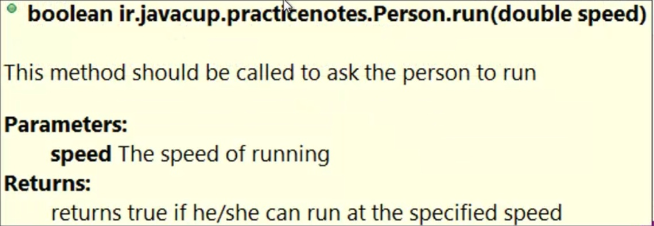 boolean ir.javacup.practicenotes.Person.run(double speed)
This method should be called to ask the person to run
Parameters:
speed The speed of running
Returns:
returns true if he/she can run at the specified speed